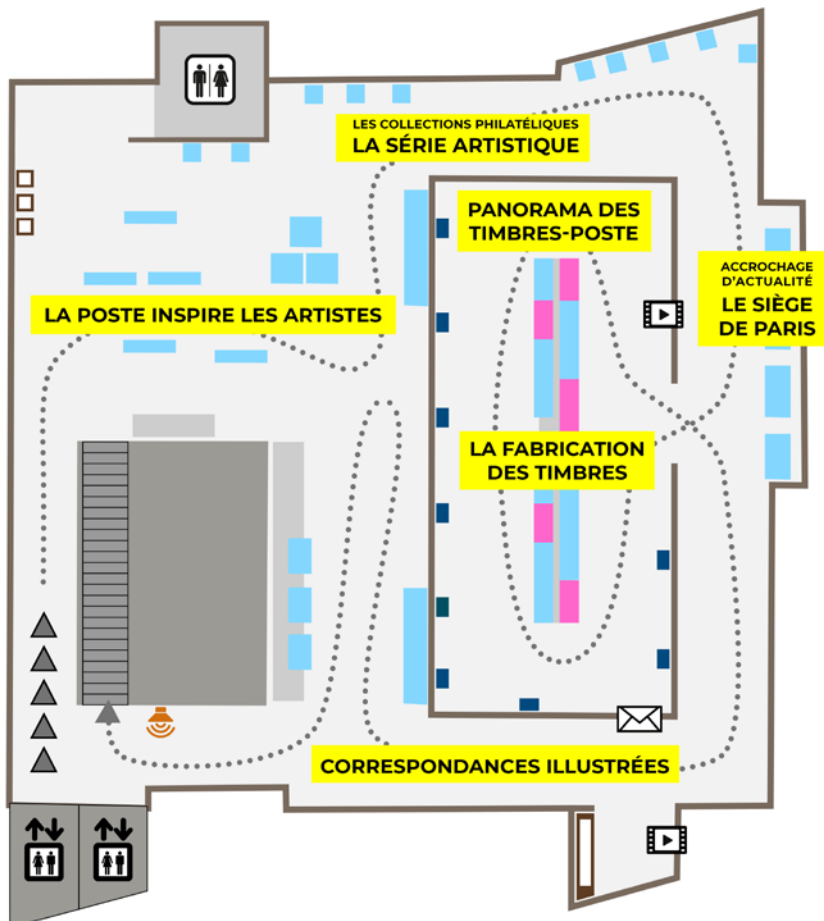 LES COLLECTIONS PHILATÉLIQUES
LA SÉRIE ARTISTIQUE
PANORAMA DES
TIMBRES-POSTE
ACCROCHAGE
D'ACTUALITÉ
LE SIÈGE
DE PARIS
LA POSTE INSPIRE LES ARTISTES
LA FABRICATION
DES TIMBRES
CORRESPONDANCES ILLUSTRÉES